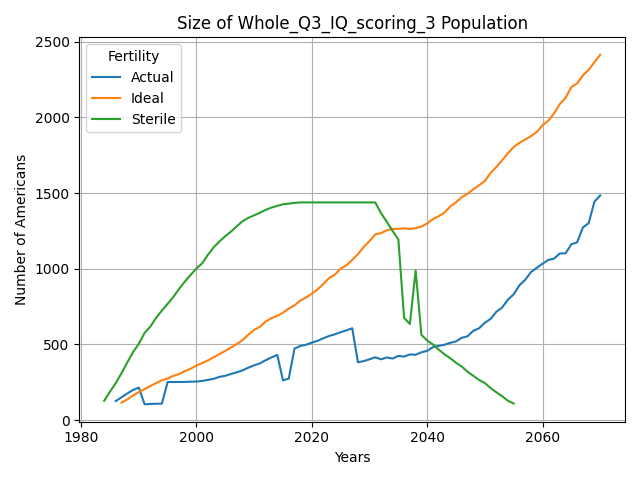 Size of Whole_Q3_IQ_scoring_3 Population
Fertility
Actual
Ideal
Sterile
Number of Americans
2500
2000
1500
1000
500
0
1980
2000
2020
2040
2060
Years